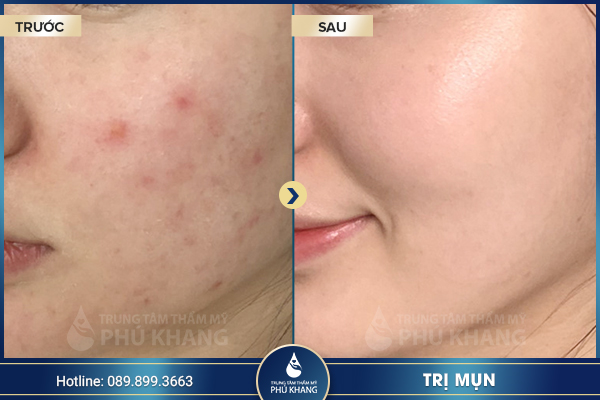 TRƯỚC
SAU
TRUNG TÂM THẨM MỸ
PHÚ KHANG
TRUNG TÂM THẨM MỸ
PHÚ KHANG
Hotline: 089.899.3663
TRUNG TÂM THẨM MỸ
PHÚ KHANG
TRỊ MỤN